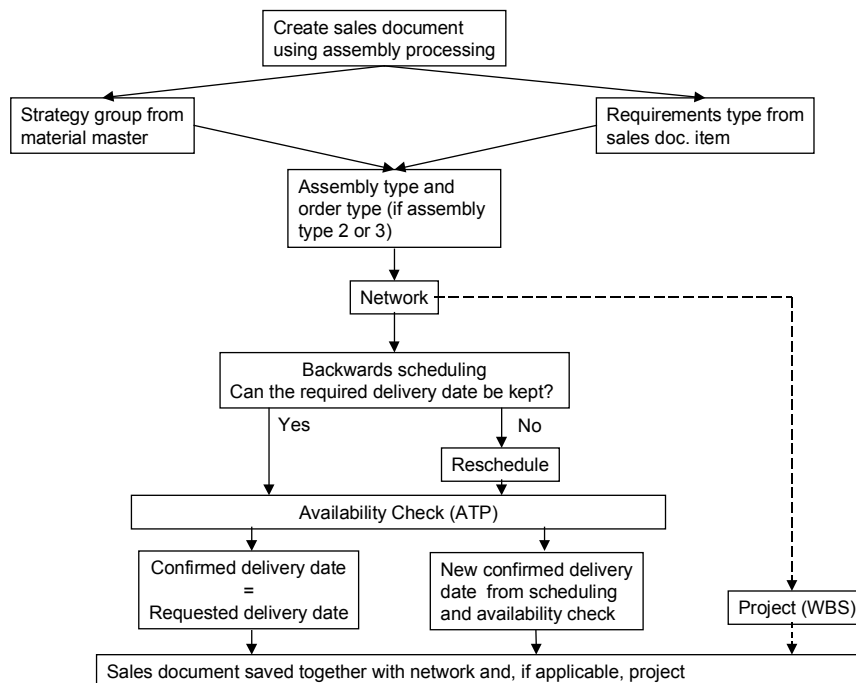 Create sales document
using assembly processing
Strategy group from
material master
Requirements type from
sales doc. item
Assembly type and
order type (if assembly
type 2 or 3)
Network
Backwards scheduling
Can the required delivery date be kept?
Yes
No
Reschedule
Availability Check (ATP)
Confirmed delivery date
=
Requested delivery date
New confirmed delivery
date from scheduling
and availability check
Project (WBS)
Sales document saved together with network and, if applicable, project